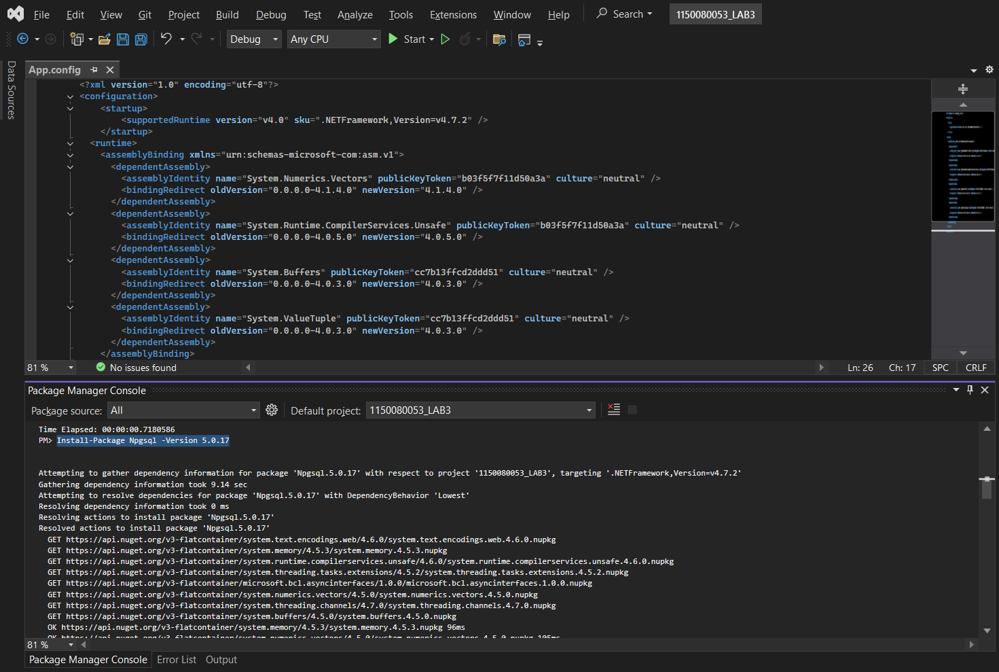 File Edit View Git Project Build Debug Test Analyze Tools Extensions Window Help Search 1150080053_LAB3
Debug Any CPU Start
Data Sources
App.config
<?xml version="1.0" encoding="utf-8"?>
<configuration>
<startup>
<supportedRuntime version="v4.0" sku=".NETFramework,Version=v4.7.2" />
</startup>
<runtime>
<assemblyBinding xmlns="urn:schemas-microsoft-com:asm.v1">
<dependentAssembly>
<assemblyIdentity name="System.Numerics.Vectors" publicKeyToken="b03f5f7f11d50a3a" culture="neutral" />
<bindingRedirect oldVersion="0.0.0.0-4.1.4.0" newVersion="4.1.4.0" />
</dependentAssembly>
<dependentAssembly>
<assemblyIdentity name="System.Runtime.CompilerServices.Unsafe" publicKeyToken="b03f5f7f11d50a3a" culture="neutral" />
<bindingRedirect oldVersion="0.0.0.0-4.0.5.0" newVersion="4.0.5.0" />
</dependentAssembly>
<dependentAssembly>
<assemblyIdentity name="System.Buffers" publicKeyToken="cc7b13ffcd2ddd51" culture="neutral" />
<bindingRedirect oldVersion="0.0.0.0-4.0.3.0" newVersion="4.0.3.0" />
</dependentAssembly>
<dependentAssembly>
<assemblyIdentity name="System.ValueTuple" publicKeyToken="cc7b13ffcd2ddd51" culture="neutral" />
<bindingRedirect oldVersion="0.0.0.0-4.0.3.0" newVersion="4.0.3.0" />
</dependentAssembly>
</assemblyBinding>
81 % No issues found Ln: 26 Ch: 17 SPC CRLF
Package Manager Console
Package source: All Default project: 1150080053_LAB3
Time Elapsed: 00:00:00.7180586
PM> Install-Package Npgsql -Version 5.0.17
Attempting to gather dependency information for package 'Npgsql.5.0.17' with respect to project '1150080053_LAB3', targeting '.NETFramework,Version=v4.7.2'
Gathering dependency information took 9.14 sec
Attempting to resolve dependencies for package 'Npgsql.5.0.17' with DependencyBehavior 'Lowest'
Resolving dependency information took 0 ms
Resolving actions to install package 'Npgsql.5.0.17'
Resolved actions to install package 'Npgsql.5.0.17'
GET https://api.nuget.org/v3-flatcontainer/system.text.encodings.web/4.6.0/system.text.encodings.web.4.6.0.nupkg
GET https://api.nuget.org/v3-flatcontainer/system.memory/4.5.3/system.memory.4.5.3.nupkg
GET https://api.nuget.org/v3-flatcontainer/system.runtime.compilerservices.unsafe/4.6.0/system.runtime.compilerservices.unsafe.4.6.0.nupkg
GET https://api.nuget.org/v3-flatcontainer/system.threading.tasks.extensions/4.5.2/system.threading.tasks.extensions.4.5.2.nupkg
GET https://api.nuget.org/v3-flatcontainer/microsoft.bcl.asyncinterfaces/1.0.0/microsoft.bcl.asyncinterfaces.1.0.0.nupkg
GET https://api.nuget.org/v3-flatcontainer/system.numerics.vectors/4.5.0/system.numerics.vectors.4.5.0.nupkg
GET https://api.nuget.org/v3-flatcontainer/system.threading.channels/4.7.0/system.threading.channels.4.7.0.nupkg
GET https://api.nuget.org/v3-flatcontainer/system.buffers/4.5.0/system.buffers.4.5.0.nupkg
OK https://api.nuget.org/v3-flatcontainer/system.memory/4.5.3/system.memory.4.5.3.nupkg 96ms
OK https://api.nuget.org/v3-flatcontainer/system.numerics.vectors/4.5.0/system.numerics.vectors.4.5.0.nupkg 105ms
81 %
Package Manager Console Error List Output